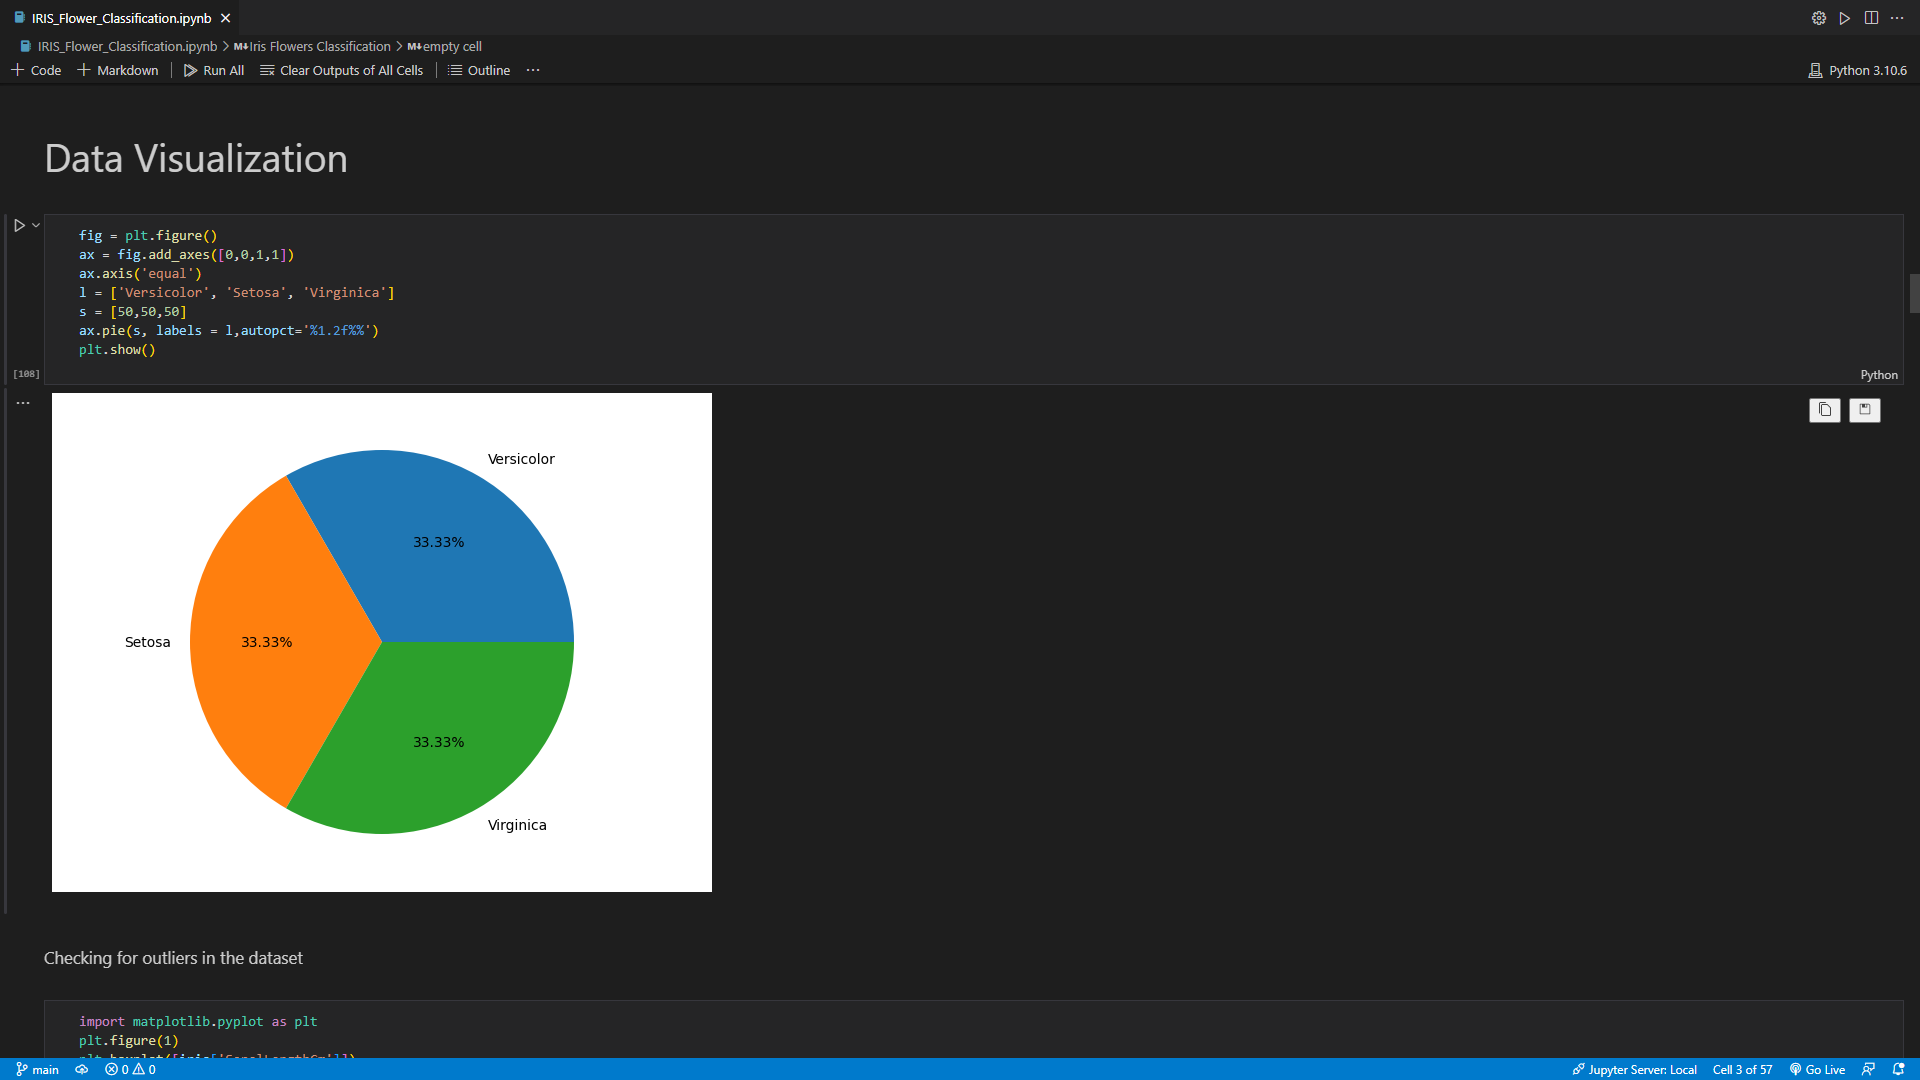 IRIS_Flower_Classification.ipynb
IRIS_Flower_Classification.ipynb > M↓Iris Flowers Classification > M↓empty cell
+ Code + Markdown | Run All Clear Outputs of All Cells | Outline ... Python 3.10.6
Data Visualization
fig = plt.figure()
ax = fig.add_axes([0,0,1,1])
ax.axis('equal')
l = ['Versicolor', 'Setosa', 'Virginica']
s = [50,50,50]
ax.pie(s, labels = l,autopct='%1.2f%%')
plt.show()
[108]
Python
...
Versicolor
33.33%
Setosa 33.33%
33.33%
Virginica
Checking for outliers in the dataset
import matplotlib.pyplot as plt
plt.figure(1)
plt.boxplot([iris['SepalLengthCm']])
main 0 0 Jupyter Server: Local Cell 3 of 57 Go Live